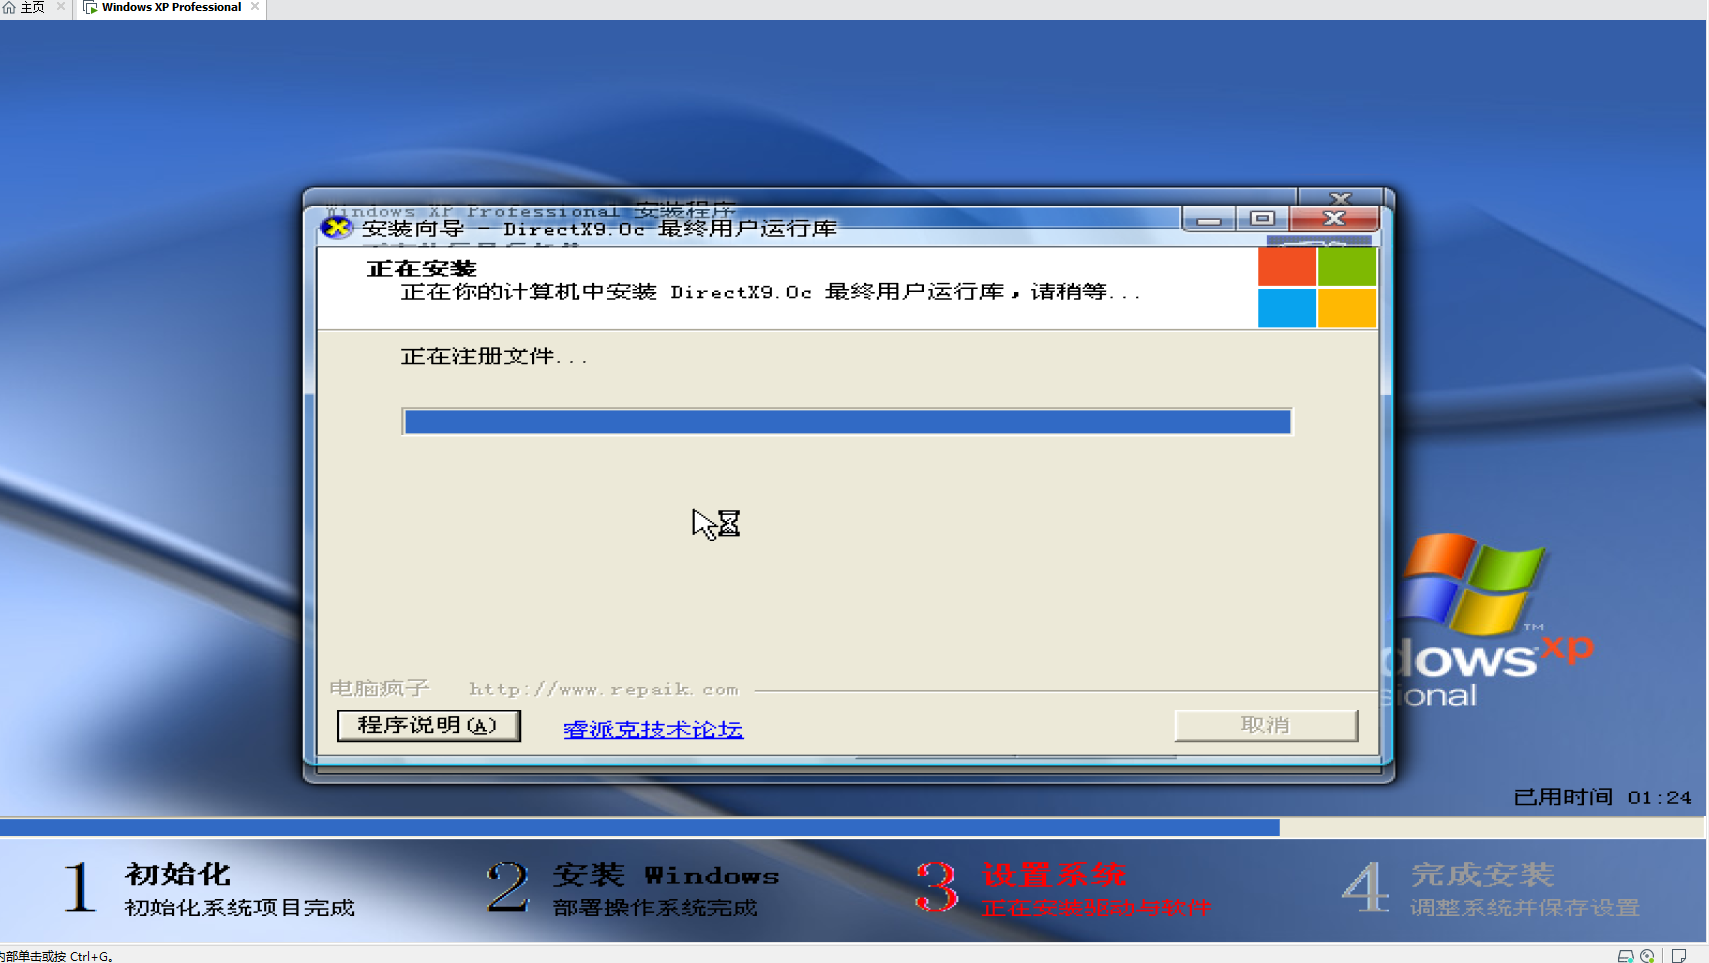 主页
Windows XP Professional
Windows XP Professional 安装程序
安装向导 - DirectX9.0c 最终用户运行库
正在安装
正在你的计算机中安装 DirectX9.0c 最终用户运行库，请稍等...
正在注册文件...
电脑疯子 http://www.repaik.com
程序说明(A)
睿派克技术论坛
取消
dows xp
TM
sional
已用时间 01:24
1 初始化
初始化系统项目完成
2 安装 Windows
部署操作系统完成
3 设置系统
正在安装驱动与软件
4 完成安装
调整系统并保存设置
内部单击或按 Ctrl+G。